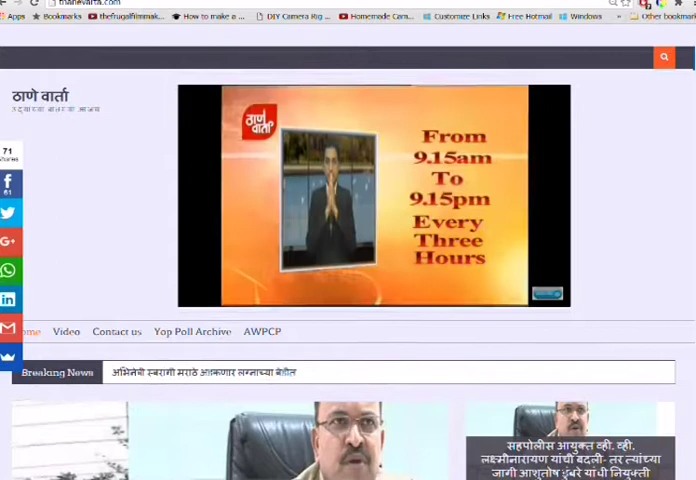 thanevarta.com
Apps
Bookmarks
thefrugalfilmmak...
How to make a ...
DIY Camera Rig ...
Homemade Cam...
Customize Links
Free Hotmail
Windows
»
Other bookmark
ठाणे वार्ता
71
shares
61
G+
ठाणे
वार्ता
From
9.15am
To
9.15pm
Every
Three
Hours
Home
Video
Contact us
Yop Poll Archive
AWPCP
Breaking News
अभिनेत्री स्वरांगी मराठे अडकणार लग्नाच्या बेडीत
सहपोलीस आयुक्त व्ही. व्ही.
लक्ष्मीनारायण यांची बदली- तर त्यांच्या
जागी आशुतोष डुंबरे यांची नियुक्ती